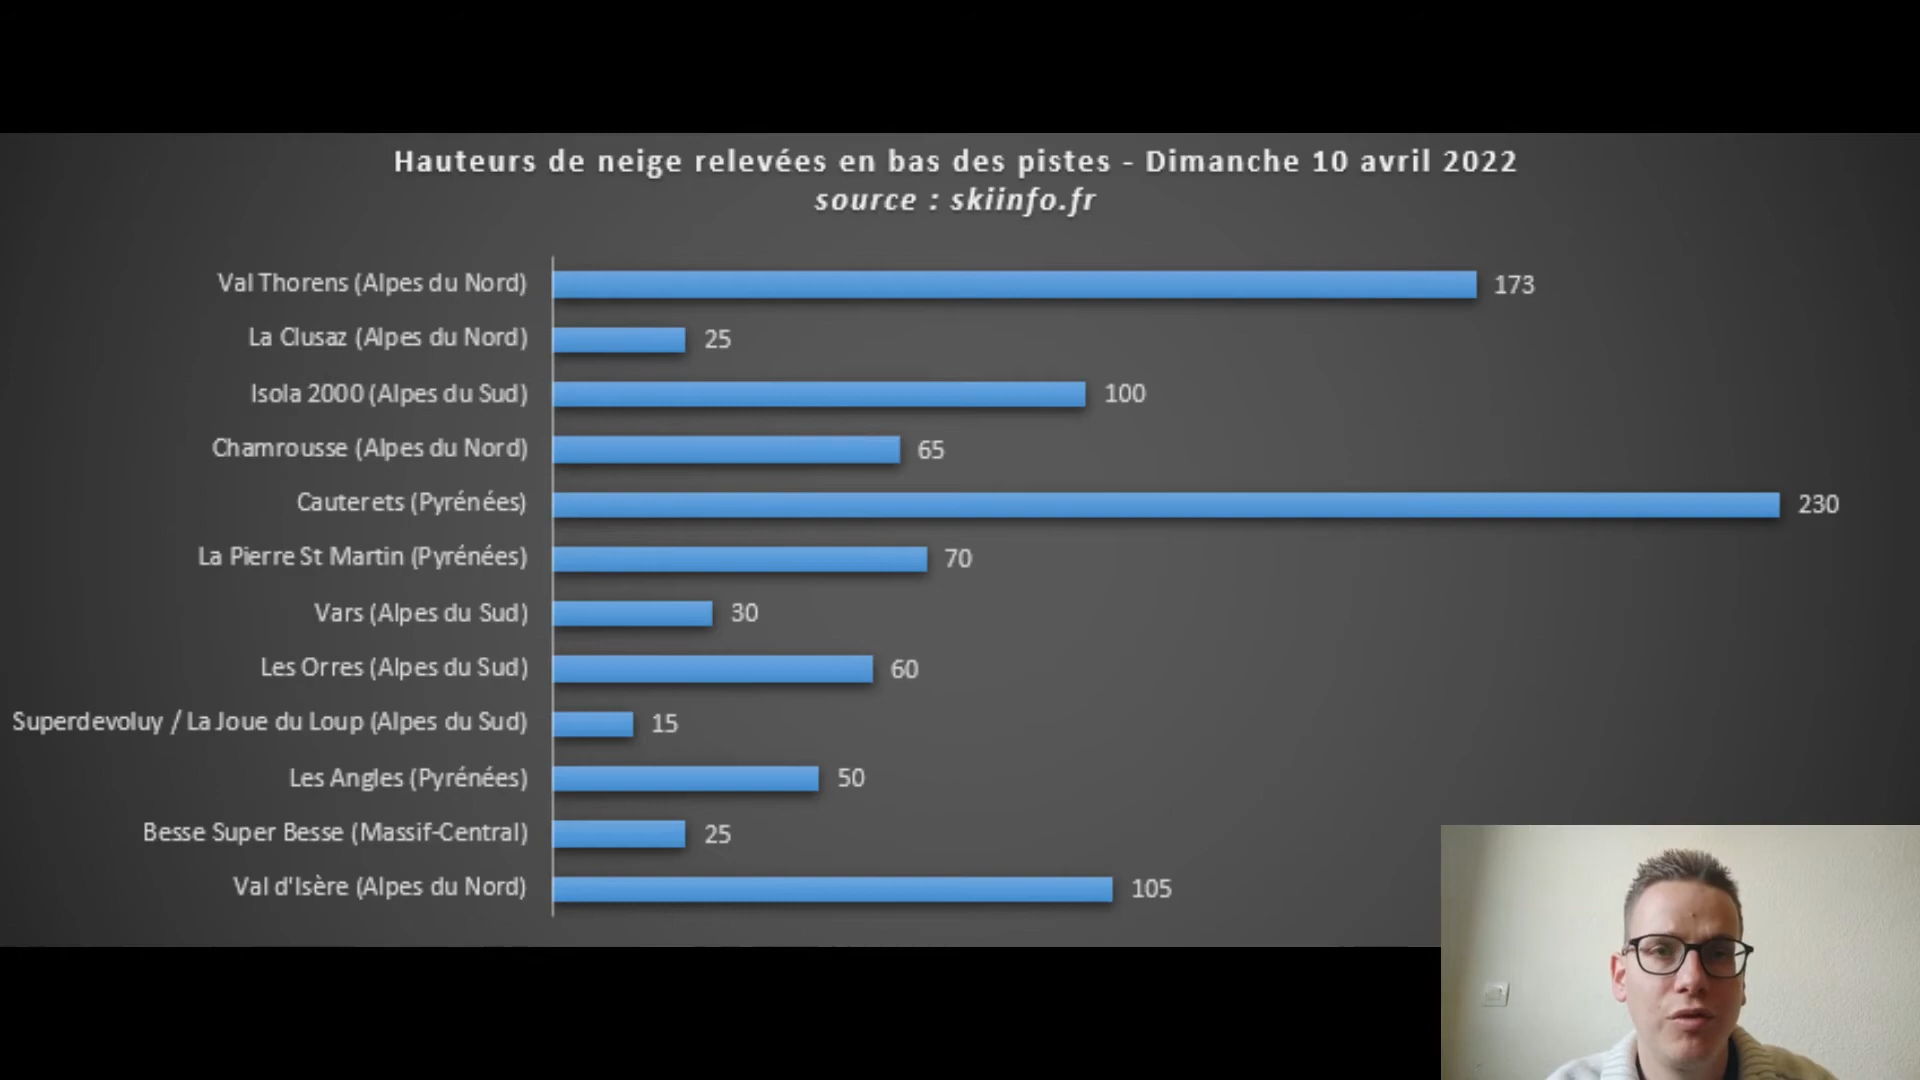 Hauteurs de neige relevées en bas des pistes - Dimanche 10 avril 2022
source : skiinfo.fr
Val Thorens (Alpes du Nord) 173
La Clusaz (Alpes du Nord) 25
Isola 2000 (Alpes du Sud) 100
Chamrousse (Alpes du Nord) 65
Cauterets (Pyrénées) 230
La Pierre St Martin (Pyrénées) 70
Vars (Alpes du Sud) 30
Les Orres (Alpes du Sud) 60
Superdevoluy / La Joue du Loup (Alpes du Sud) 15
Les Angles (Pyrénées) 50
Besse Super Besse (Massif-Central) 25
Val d'Isère (Alpes du Nord) 105